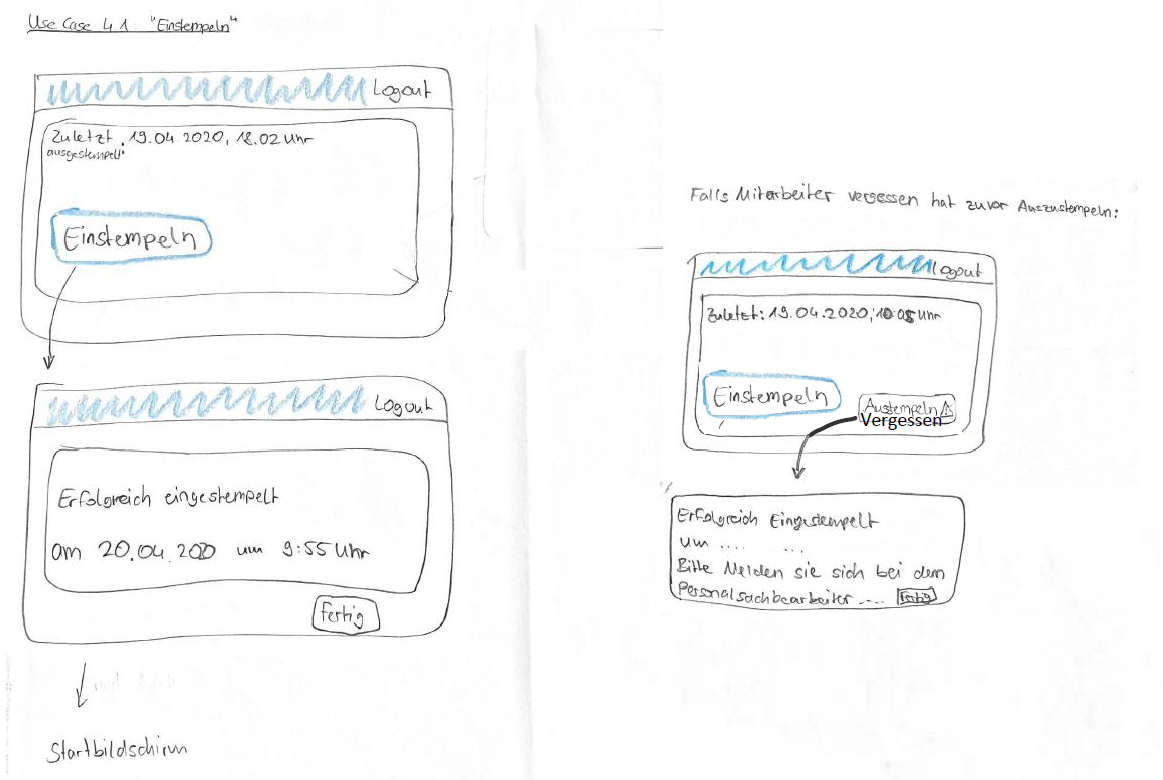 Use Case 4.1: "Einstempeln"
Logout
Zuletzt 19.04 2020, 18.02 Uhr
ausgestempelt:
Einstempeln
Logout
Erfolgreich eingestempelt
am 20.04.2020 um 9:55 Uhr
Fertig
Startbildschirm
Falls Mitarbeiter vergessen hat zuvor Auszustempeln:
Logout
Zuletzt: 19.04.2020, 10:05 Uhr
Einstempeln
Austempeln
Vergessen
Erfolgreich Eingestempelt
um .... ...
Bitte Melden sie sich bei dem
Personalsachbearbeiter .... Fertig